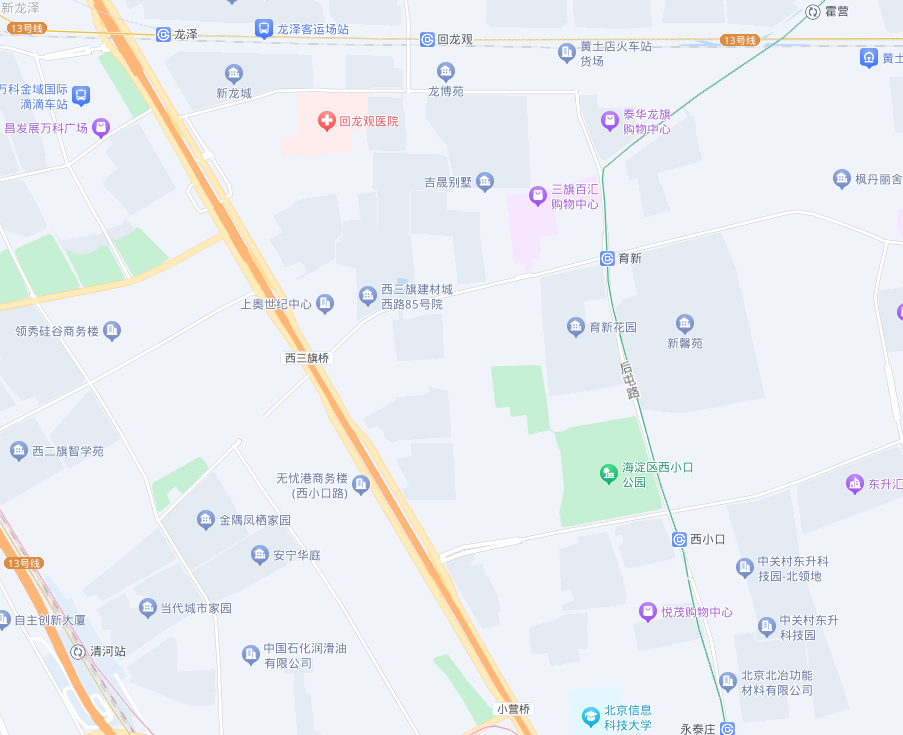 新龙泽
霍营
13号线
龙泽
龙泽客运场站
回龙观
13号线
黄土店火车站
货场
黄土
万科金域国际
滴滴车站
新龙城
龙博苑
昌发展万科广场
回龙观医院
泰华龙旗
购物中心
吉晟别墅
三旗百汇
购物中心
枫丹丽舍
育新
上奥世纪中心
西三旗建材城
西路85号院
领秀硅谷商务楼
育新花园
新馨苑
西三旗桥
后屯路
西二旗智学苑
无忧港商务楼
(西小口路)
海淀区西小口
公园
东升汇
金隅凤栖家园
安宁华庭
西小口
13号线
中关村东升科
技园-北领地
当代城市家园
自主创新大厦
悦茂购物中心
中关村东升
科技园
清河站
中国石化润滑油
有限公司
北京北冶功能
材料有限公司
小营桥
北京信息
科技大学
永泰庄